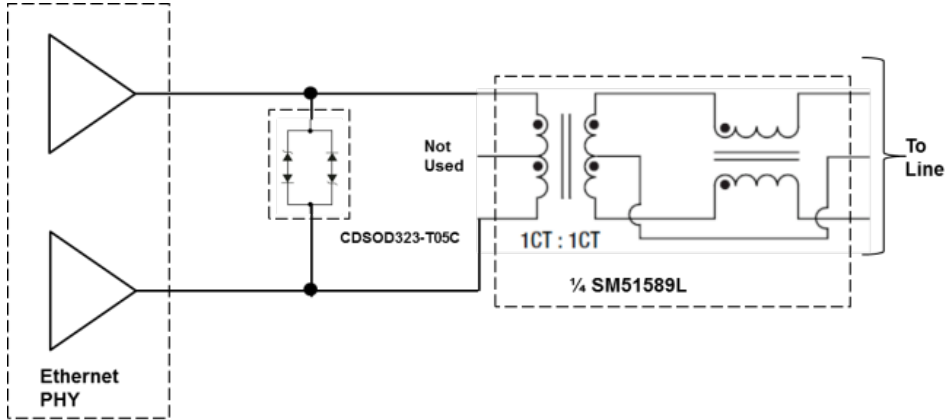 Not
Used
To
Line
CDSOD323-T05C
1CT : 1CT
¼ SM51589L
Ethernet
PHY